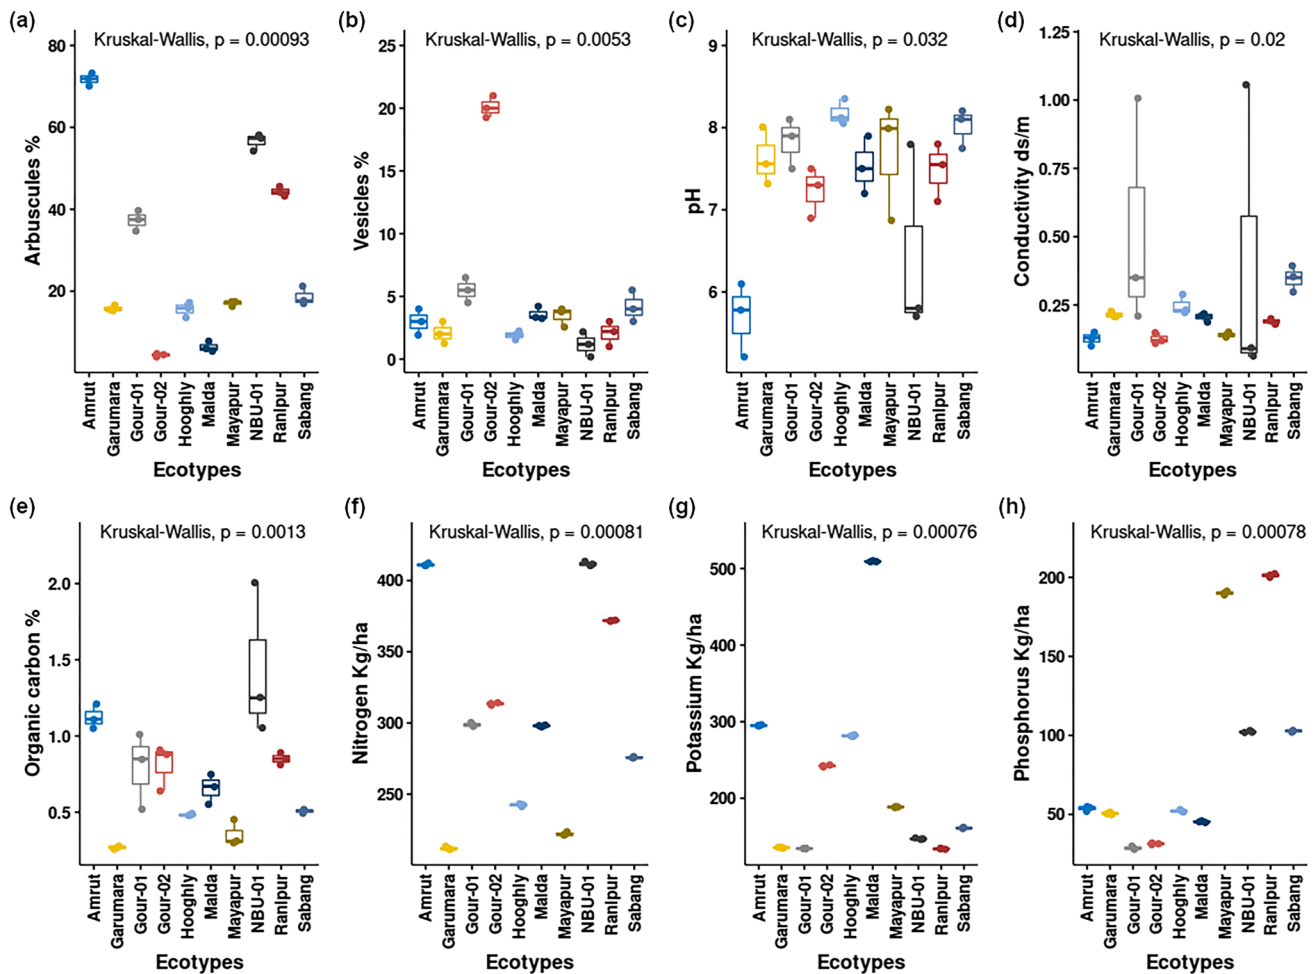 (a)
Kruskal-Wallis, p = 0.00093
Arbuscules %
80
60
40
20
Amrut
Garumara
Gour-01
Gour-02
Hooghly
Malda
Mayapur
NBU-01
Ranipur
Sabang
Ecotypes
(b)
Kruskal-Wallis, p = 0.0053
Vesicles %
25
20
15
10
5
0
Amrut
Garumara
Gour-01
Gour-02
Hooghly
Malda
Mayapur
NBU-01
Ranipur
Sabang
Ecotypes
(c)
Kruskal-Wallis, p = 0.032
pH
9
8
7
6
Amrut
Garumara
Gour-01
Gour-02
Hooghly
Malda
Mayapur
NBU-01
Ranipur
Sabang
Ecotypes
(d)
Kruskal-Wallis, p = 0.02
Conductivity ds/m
1.25
1.00
0.75
0.50
0.25
Amrut
Garumara
Gour-01
Gour-02
Hooghly
Malda
Mayapur
NBU-01
Ranipur
Sabang
Ecotypes
(e)
Kruskal-Wallis, p = 0.0013
Organic carbon %
2.0
1.5
1.0
0.5
Amrut
Garumara
Gour-01
Gour-02
Hooghly
Malda
Mayapur
NBU-01
Ranipur
Sabang
Ecotypes
(f)
Kruskal-Wallis, p = 0.00081
Nitrogen Kg/ha
400
350
300
250
Amrut
Garumara
Gour-01
Gour-02
Hooghly
Malda
Mayapur
NBU-01
Ranipur
Sabang
Ecotypes
(g)
Kruskal-Wallis, p = 0.00076
Potassium Kg/ha
500
400
300
200
Amrut
Garumara
Gour-01
Gour-02
Hooghly
Malda
Mayapur
NBU-01
Ranipur
Sabang
Ecotypes
(h)
Kruskal-Wallis, p = 0.00078
Phosphorus Kg/ha
200
150
100
50
Amrut
Garumara
Gour-01
Gour-02
Hooghly
Malda
Mayapur
NBU-01
Ranipur
Sabang
Ecotypes